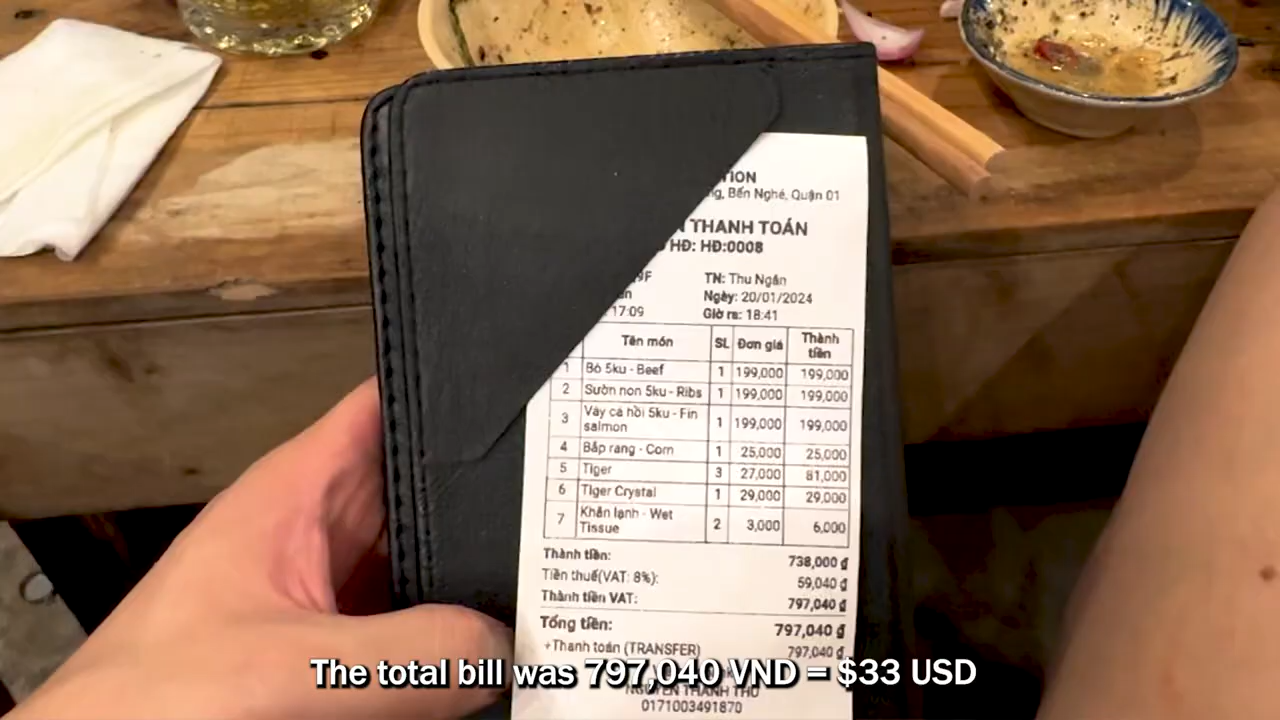 TION
ng, Bến Nghé, Quận 01
N THANH TOÁN
HĐ: HĐ:0008
9F TN: Thu Ngân
Ngày: 20/01/2024
17:09 Giờ ra: 18:41
Tên món SL Đơn giá Thành tiền
1 Bò 5ku - Beef 1 199,000 199,000
2 Sườn non 5ku - Ribs 1 199,000 199,000
3 Vây cá hồi 5ku - Fin salmon 1 199,000 199,000
4 Bắp rang - Corn 1 25,000 25,000
5 Tiger 3 27,000 81,000
6 Tiger Crystal 1 29,000 29,000
7 Khăn lạnh - Wet Tissue 2 3,000 6,000
Thành tiền: 738,000 ₫
Tiền thuế(VAT: 8%): 59,040 ₫
Thành tiền VAT: 797,040 ₫
Tổng tiền: 797,040 ₫
+Thanh toán (TRANSFER) 797,040 ₫
The total bill was 797,040 VND = $33 USD
NGUYEN THANH THU
0171003491870